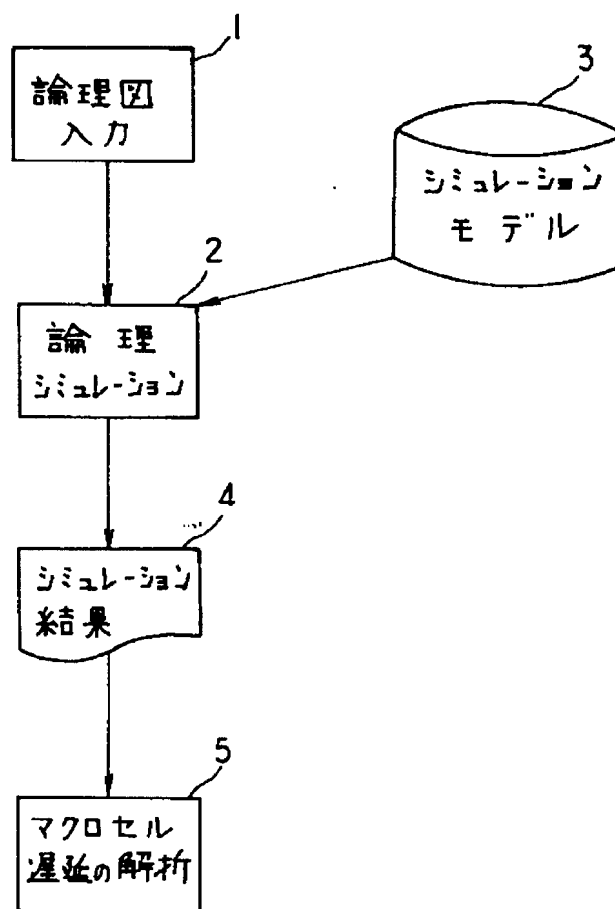 1
論理図
入力
3
シミュレーション
モデル
2
論理
シミュレーション
4
シミュレーション
結果
5
マクロセル
遅延の解析